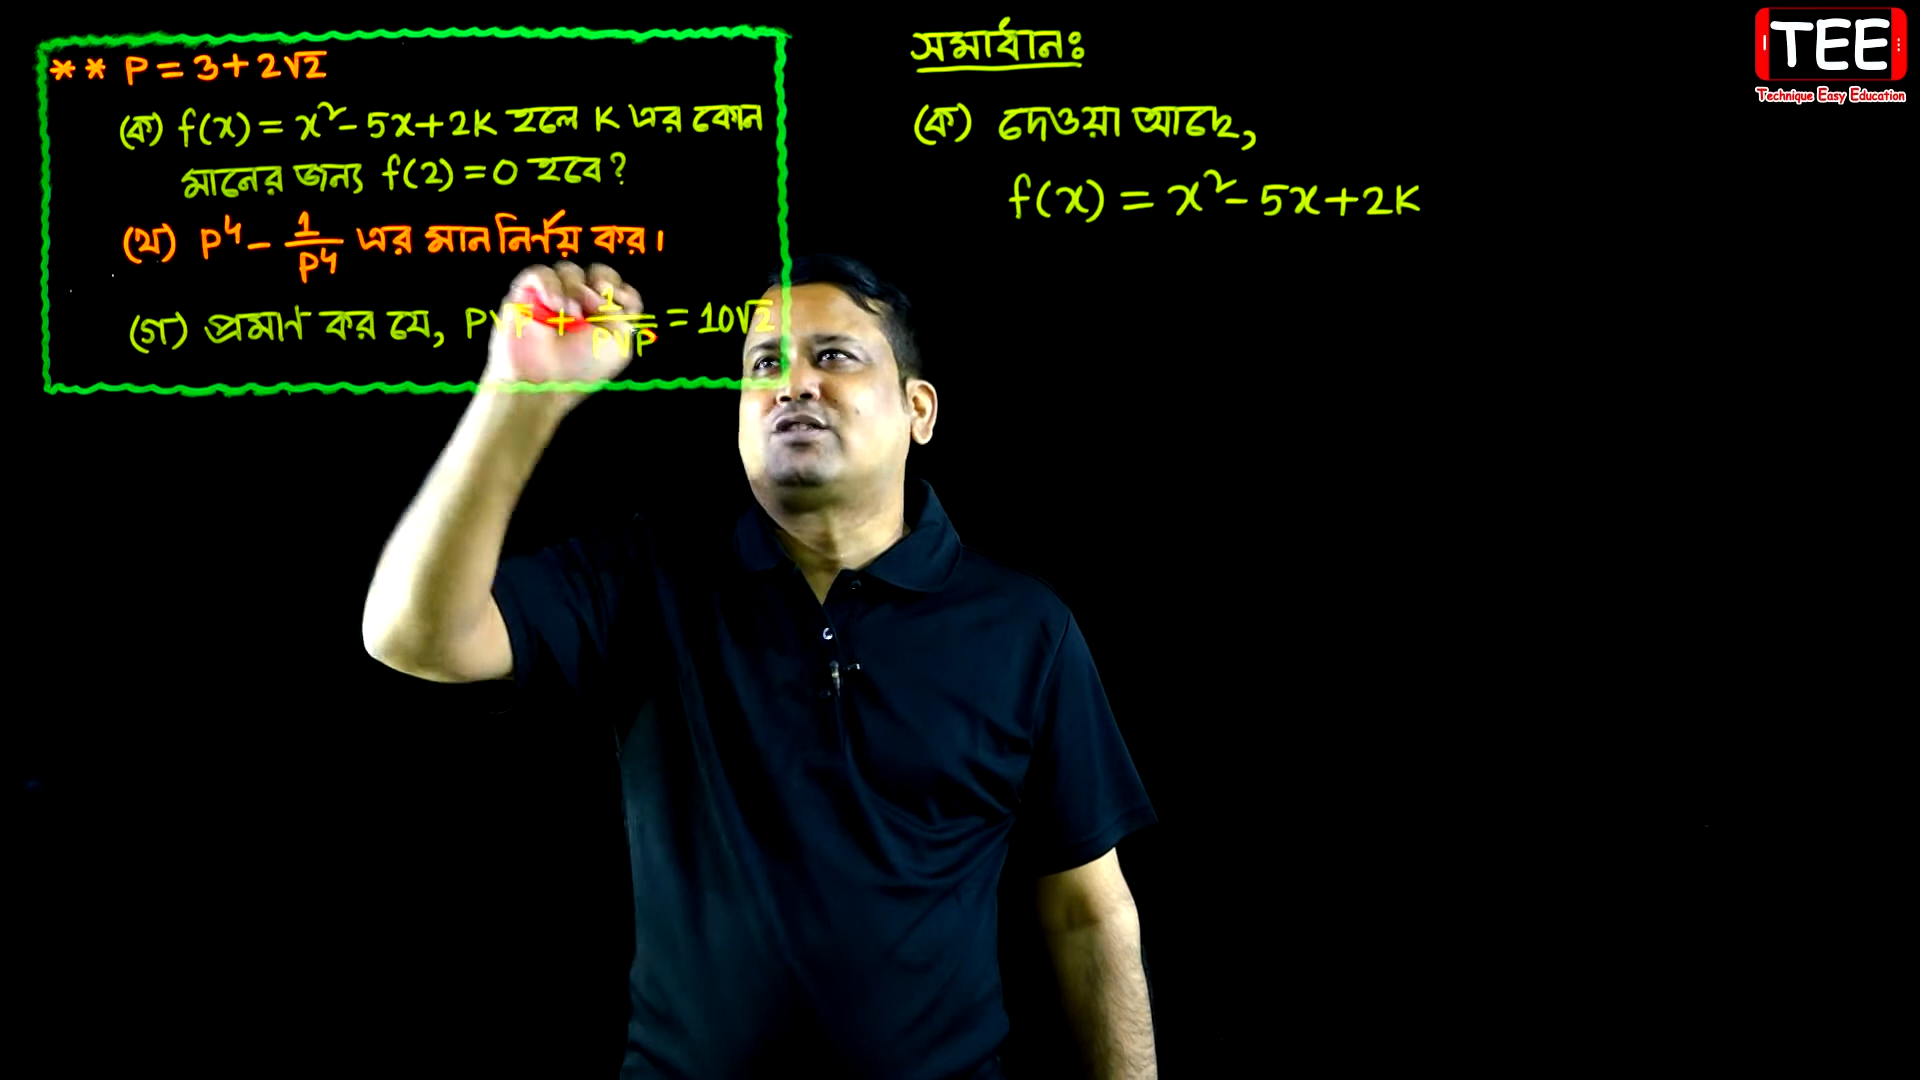 ** P = 3 + 2√2
(ক) f(x) = x² - 5x + 2K হলে K এর কোন
মানের জন্য f(2) = 0 হবে?
(খ) P⁴ - 1/P⁴ এর মান নির্ণয় কর।
(গ) প্রমাণ কর যে, P√P + 1/P√P = 10√2
সমাধানঃ
(ক) দেওয়া আছে,
f(x) = x² - 5x + 2K
TEE
Technique Easy Education